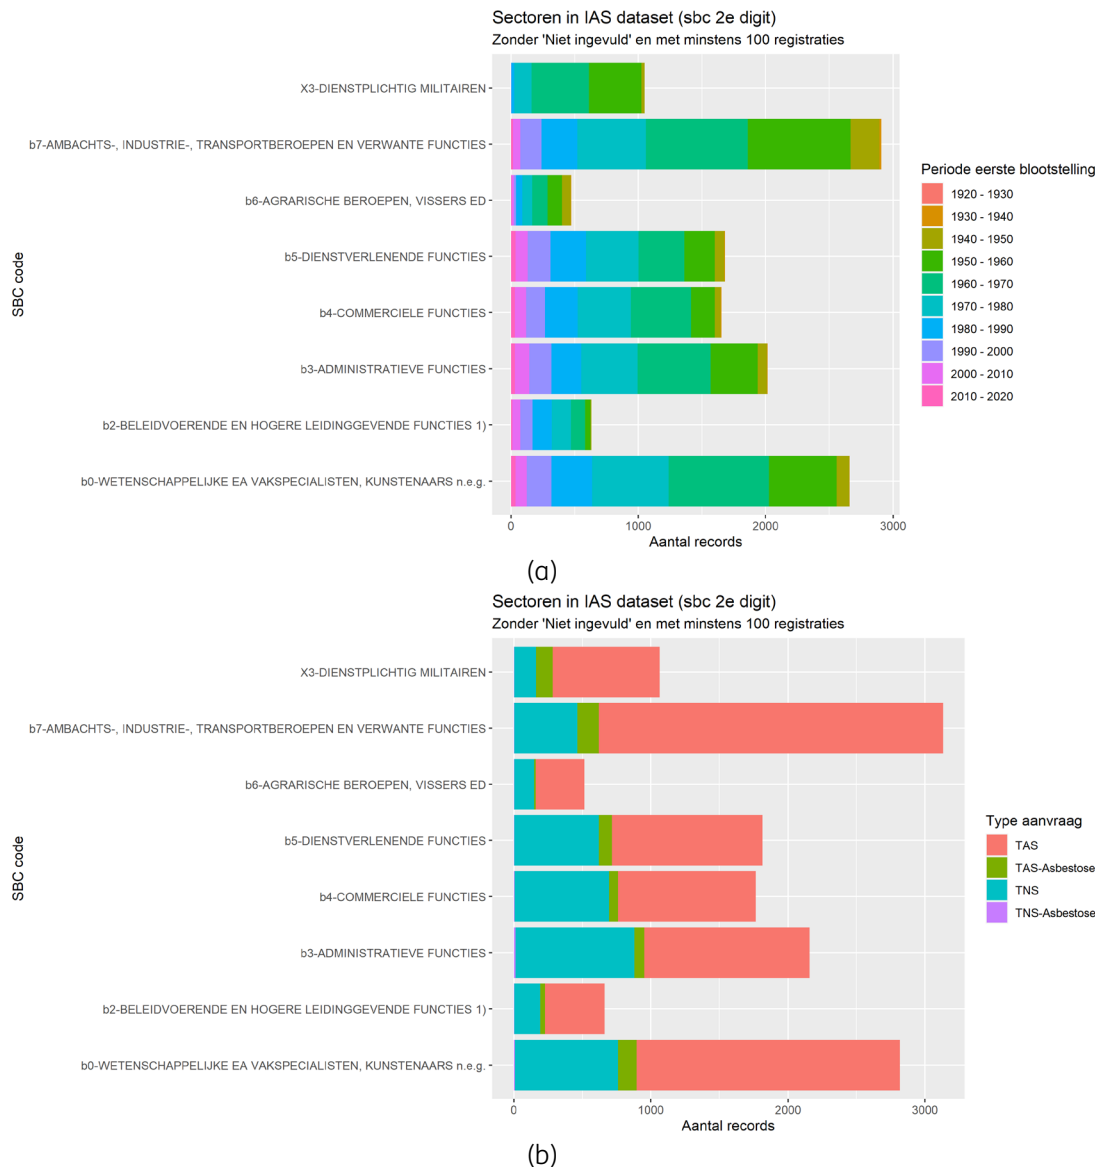 Sectoren in IAS dataset (sbc 2e digit)
Zonder 'Niet ingevuld' en met minstens 100 registraties
SBC code
X3-DIENSTPLICHTIG MILITAIREN
b7-AMBACHTS-, INDUSTRIE-, TRANSPORTBEROEPEN EN VERWANTE FUNCTIES
b6-AGRARISCHE BEROEPEN, VISSERS ED
b5-DIENSTVERLENENDE FUNCTIES
b4-COMMERCIELE FUNCTIES
b3-ADMINISTRATIEVE FUNCTIES
b2-BELEIDVOERENDE EN HOGERE LEIDINGGEVENDE FUNCTIES 1)
b0-WETENSCHAPPELIJKE EA VAKSPECIALISTEN, KUNSTENAARS n.e.g.
0 1000 2000 3000
Aantal records
Periode eerste blootstelling
1920 - 1930
1930 - 1940
1940 - 1950
1950 - 1960
1960 - 1970
1970 - 1980
1980 - 1990
1990 - 2000
2000 - 2010
2010 - 2020
(a)
Sectoren in IAS dataset (sbc 2e digit)
Zonder 'Niet ingevuld' en met minstens 100 registraties
SBC code
X3-DIENSTPLICHTIG MILITAIREN
b7-AMBACHTS-, INDUSTRIE-, TRANSPORTBEROEPEN EN VERWANTE FUNCTIES
b6-AGRARISCHE BEROEPEN, VISSERS ED
b5-DIENSTVERLENENDE FUNCTIES
b4-COMMERCIELE FUNCTIES
b3-ADMINISTRATIEVE FUNCTIES
b2-BELEIDVOERENDE EN HOGERE LEIDINGGEVENDE FUNCTIES 1)
b0-WETENSCHAPPELIJKE EA VAKSPECIALISTEN, KUNSTENAARS n.e.g.
0 1000 2000 3000
Aantal records
Type aanvraag
TAS
TAS-Asbestose
TNS
TNS-Asbestose
(b)